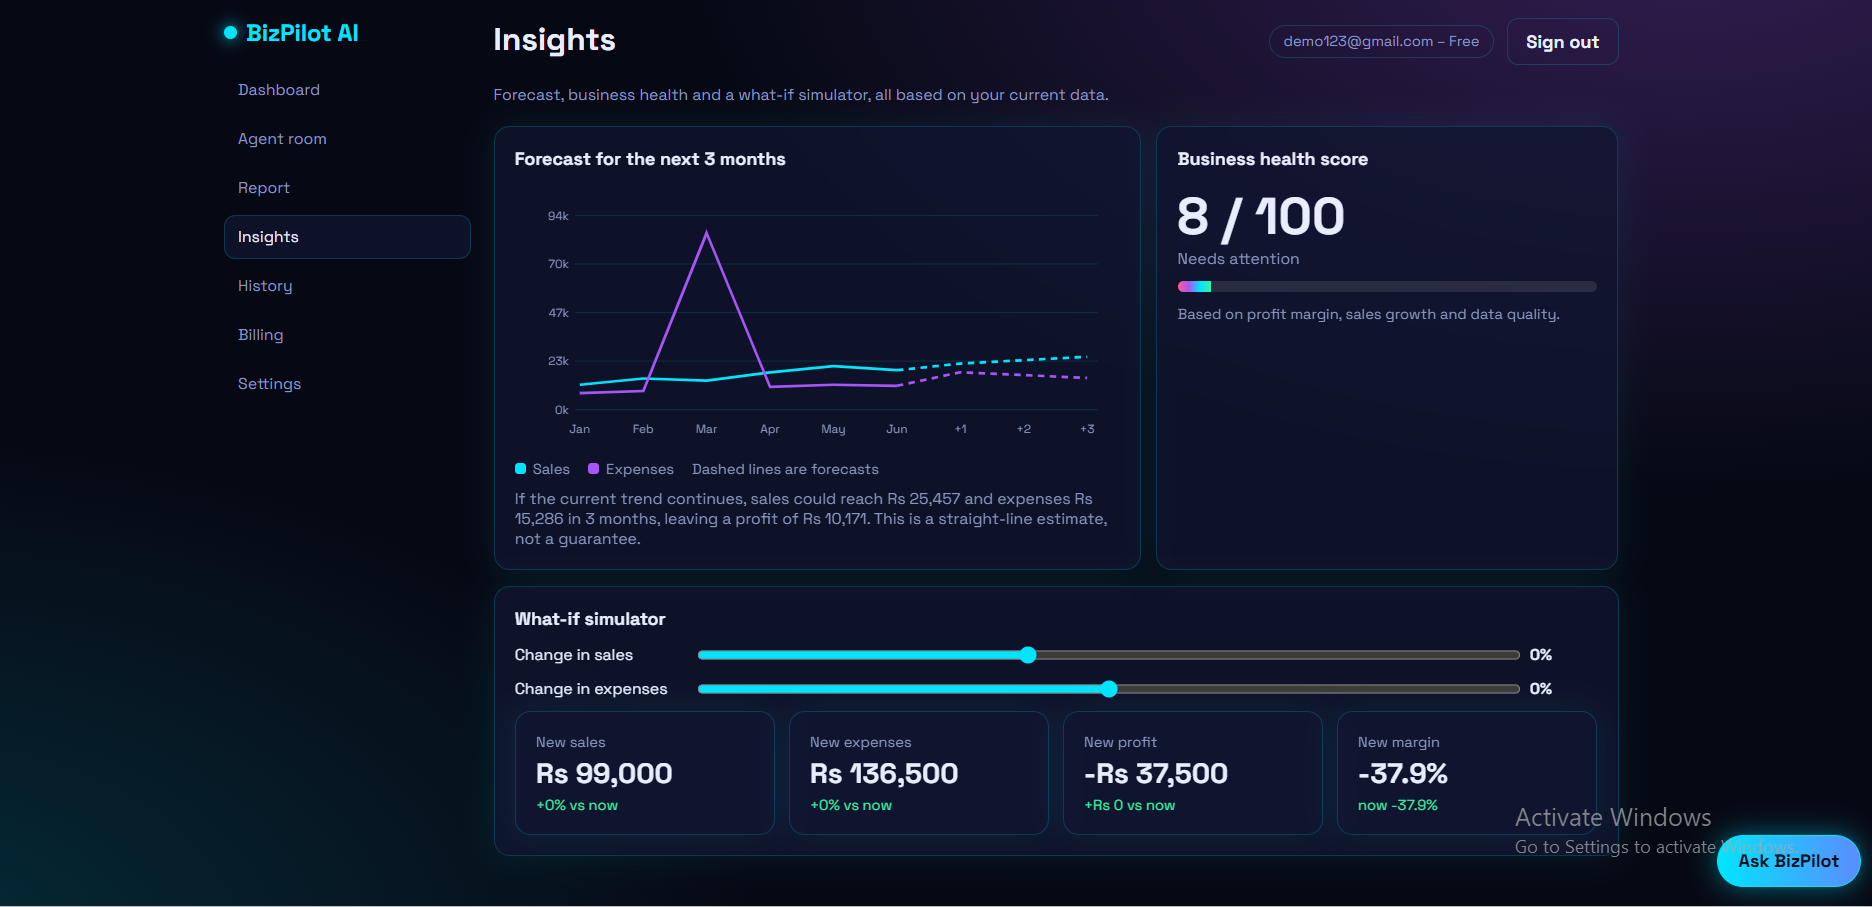 BizPilot AI
Dashboard
Agent room
Report
Insights
History
Billing
Settings
Insights
demo123@gmail.com – Free
Sign out
Forecast, business health and a what-if simulator, all based on your current data.
Forecast for the next 3 months
94k
70k
47k
23k
0k
Jan Feb Mar Apr May Jun +1 +2 +3
Sales Expenses Dashed lines are forecasts
If the current trend continues, sales could reach Rs 25,457 and expenses Rs
15,286 in 3 months, leaving a profit of Rs 10,171. This is a straight-line estimate,
not a guarantee.
Business health score
8 / 100
Needs attention
Based on profit margin, sales growth and data quality.
What-if simulator
Change in sales 0%
Change in expenses 0%
New sales
Rs 99,000
+0% vs now
New expenses
Rs 136,500
+0% vs now
New profit
-Rs 37,500
+Rs 0 vs now
New margin
-37.9%
now -37.9%
Activate Windows
Go to Settings to activate Windows.
Ask BizPilot